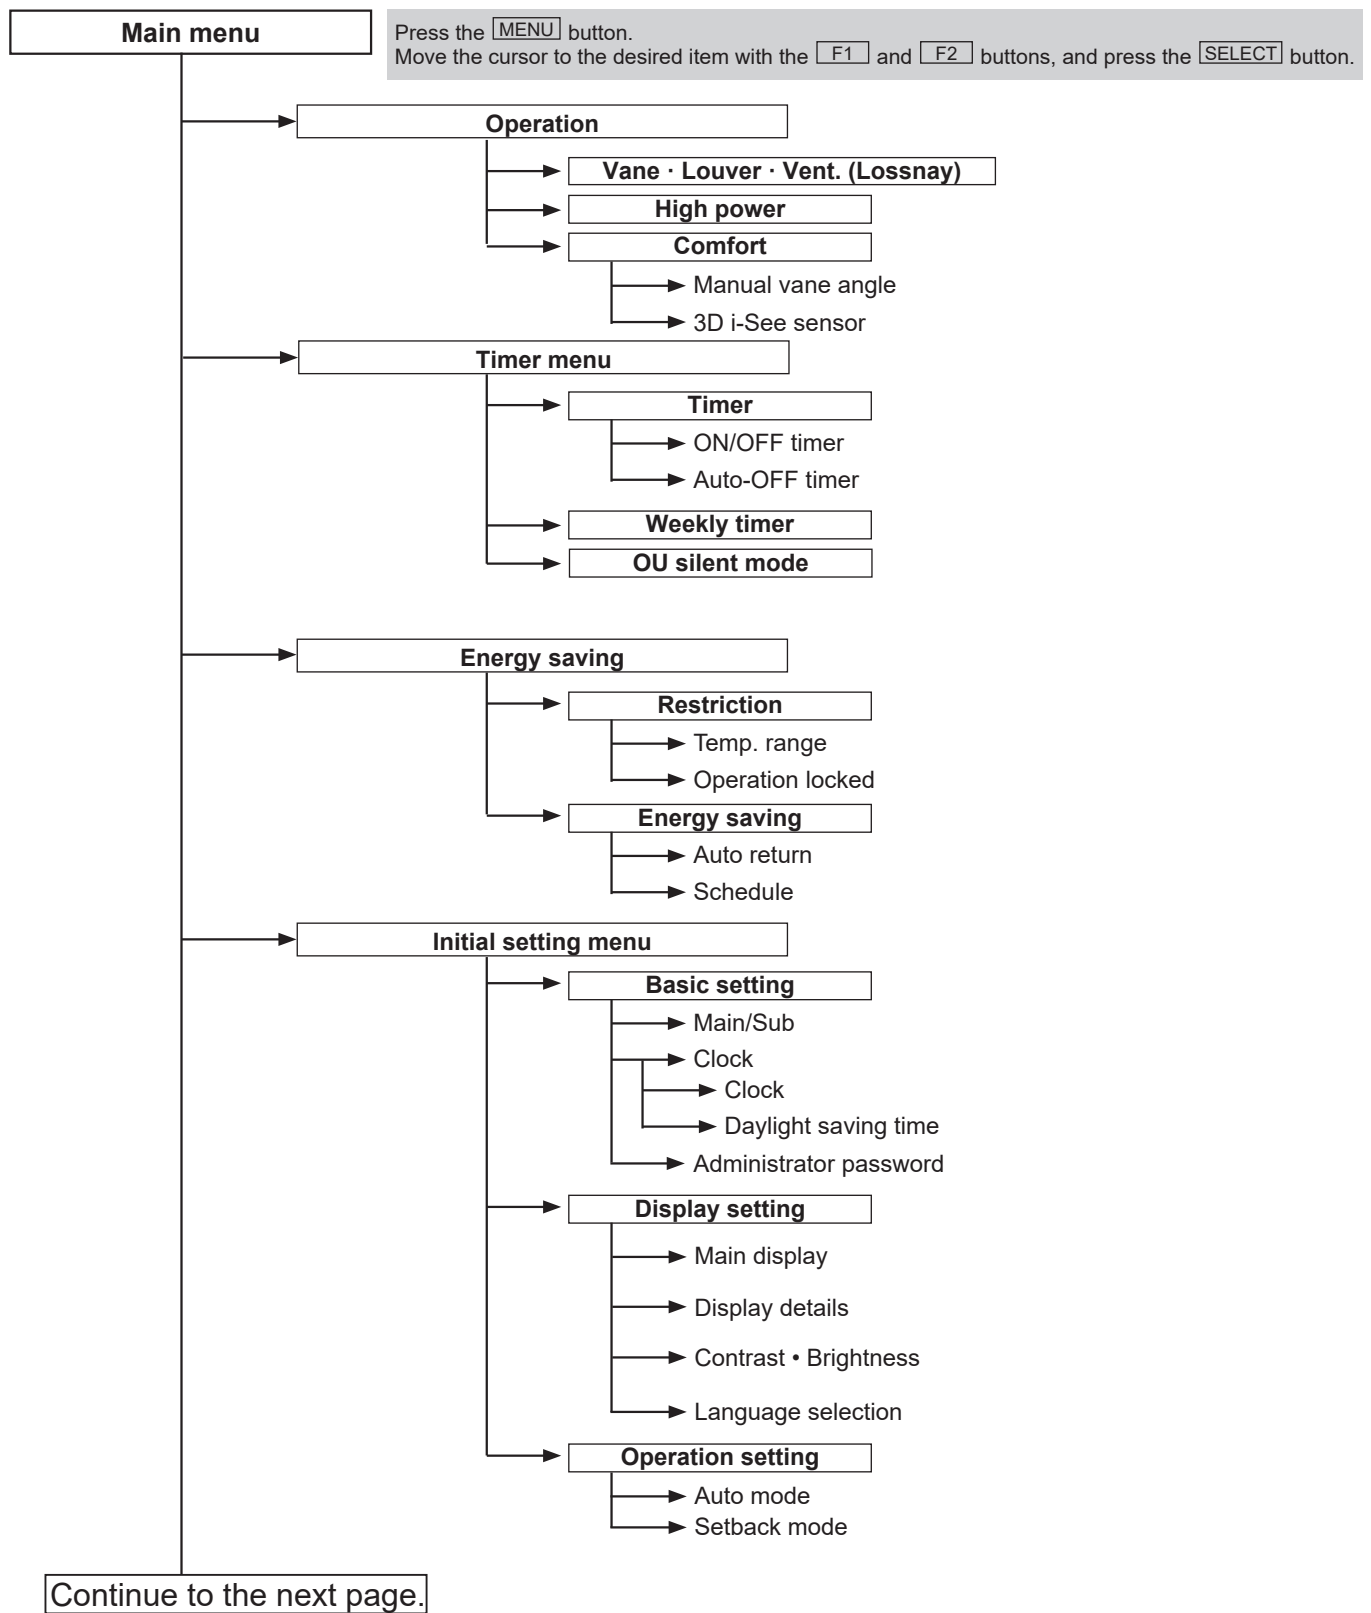 Main menu
Press the MENU button.
Move the cursor to the desired item with the F1 and F2 buttons, and press the SELECT button.
Operation
Vane · Louver · Vent. (Lossnay)
High power
Comfort
Manual vane angle
3D i-See sensor
Timer menu
Timer
ON/OFF timer
Auto-OFF timer
Weekly timer
OU silent mode
Energy saving
Restriction
Temp. range
Operation locked
Energy saving
Auto return
Schedule
Initial setting menu
Basic setting
Main/Sub
Clock
Clock
Daylight saving time
Administrator password
Display setting
Main display
Display details
Contrast • Brightness
Language selection
Operation setting
Auto mode
Setback mode
Continue to the next page.